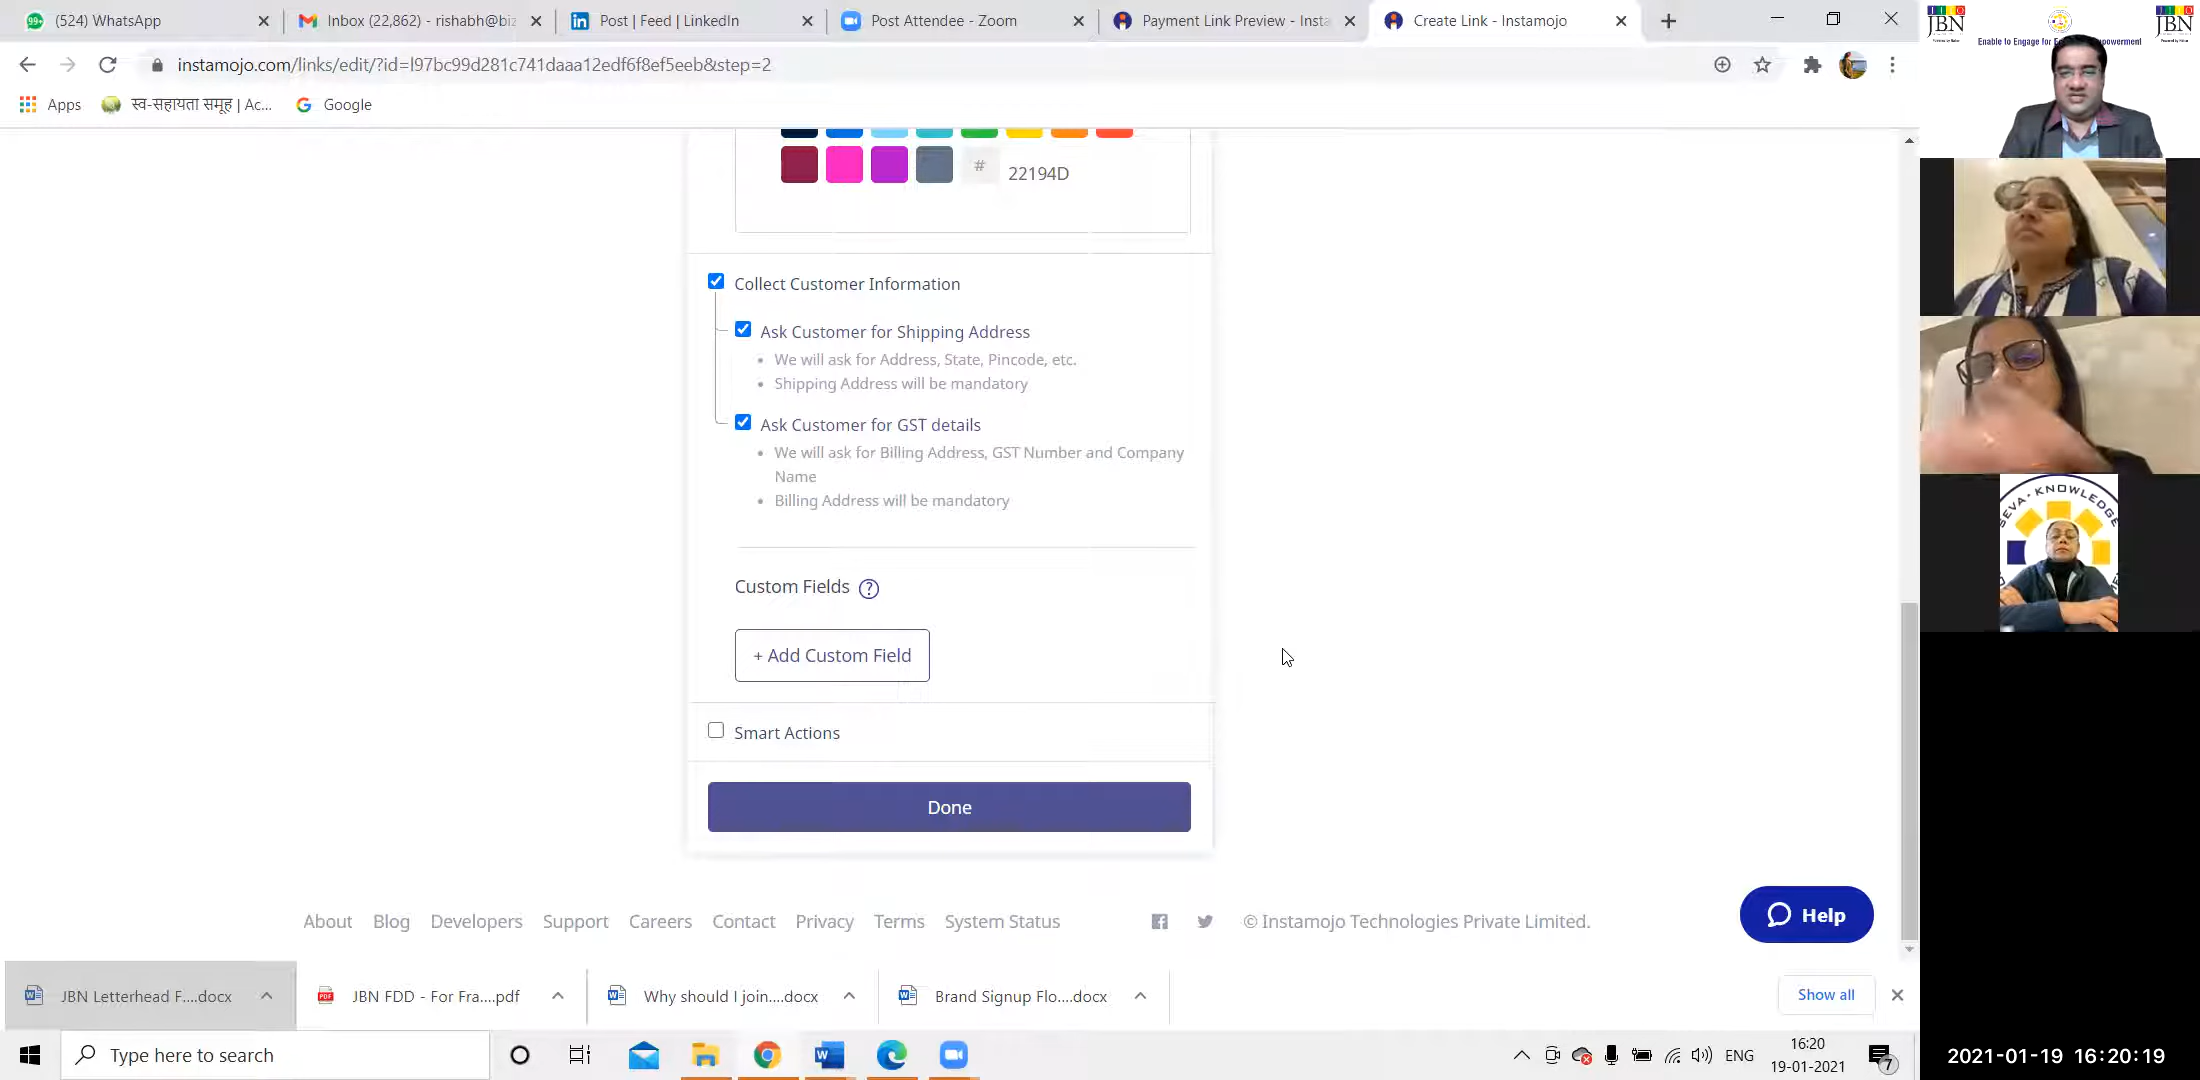 (524) WhatsApp
Inbox (22,862) - rishabh@biz
Post | Feed | LinkedIn
Post Attendee - Zoom
Payment Link Preview - Insta
Create Link - Instamojo
instamojo.com/links/edit/?id=l97bc99d281c741daaa12edf6f8ef5eeb&step=2
Apps
स्व-सहायता समूह | Ac...
Google
JBN
JBN
Enable to Engage for
# 22194D
Collect Customer Information
Ask Customer for Shipping Address
• We will ask for Address, State, Pincode, etc.
• Shipping Address will be mandatory
Ask Customer for GST details
• We will ask for Billing Address, GST Number and Company
Name
• Billing Address will be mandatory
Custom Fields ?
+ Add Custom Field
Smart Actions
Done
SEVA • KNOWLEDGE
About Blog Developers Support Careers Contact Privacy Terms System Status
© Instamojo Technologies Private Limited.
Help
JBN Letterhead F....docx
PDF
JBN FDD - For Fra....pdf
Why should I join....docx
Brand Signup Flo....docx
Show all
Type here to search
ENG
16:20
19-01-2021
7
2021-01-19 16:20:19